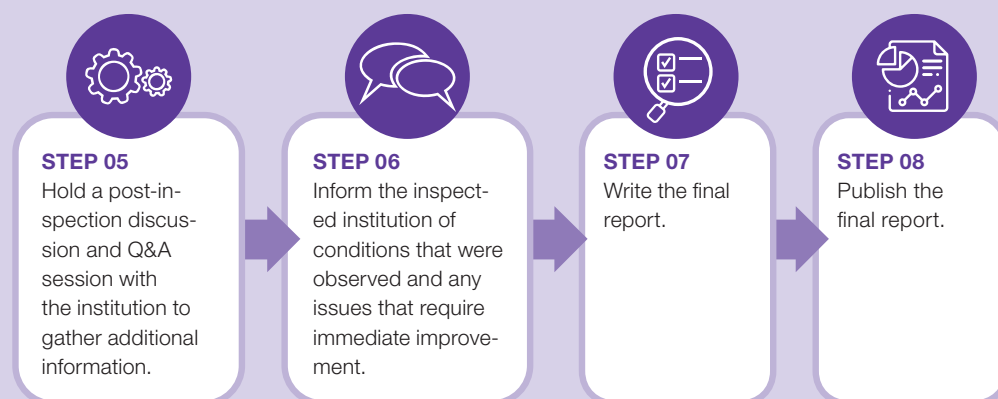 STEP 05
Hold a post-in-
spection discus-
sion and Q&A
session with
the institution to
gather additional
information.
STEP 06
Inform the inspect-
ed institution of
conditions that were
observed and any
issues that require
immediate improve-
ment.
STEP 07
Write the final
report.
STEP 08
Publish the
final report.